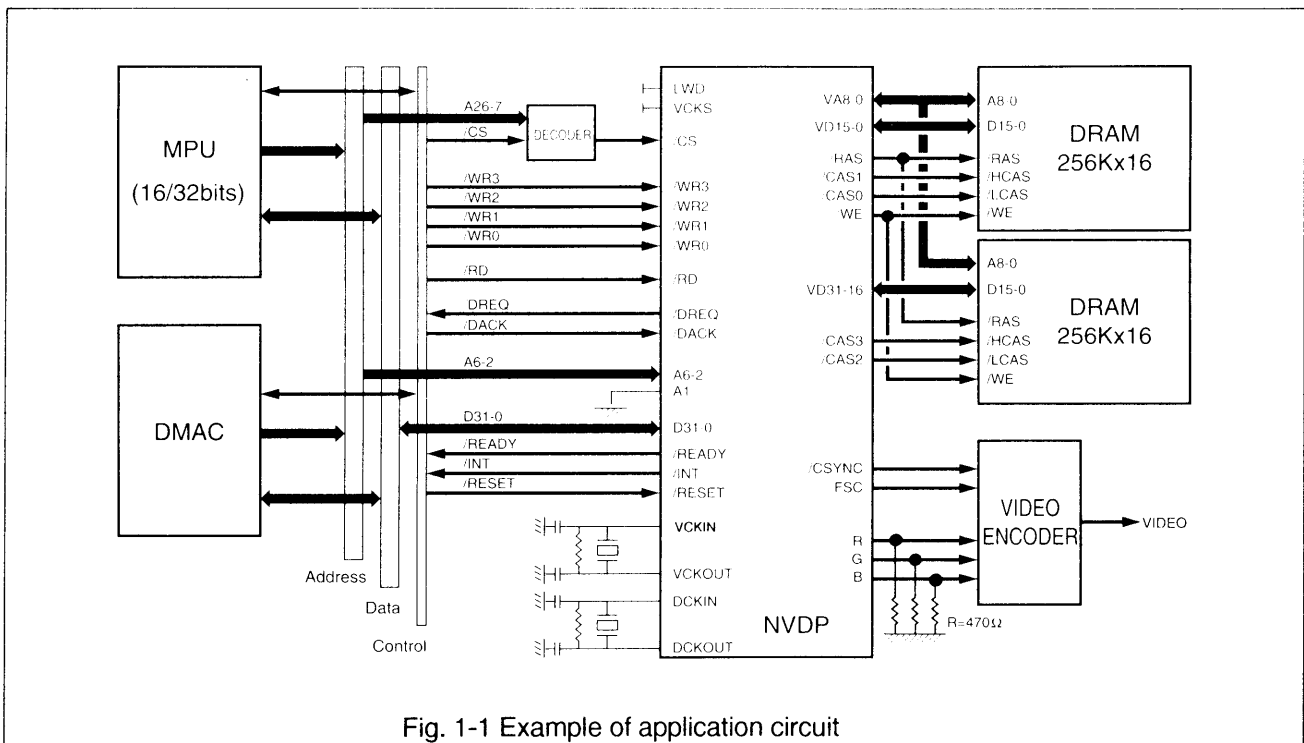 MPU
(16/32bits)
DMAC
Address
Data
Control
A26-7
/CS
DECODER
/WR3
/WR2
/WR1
/WR0
/RD
DREQ
/DACK
A6-2
D31-0
/READY
/INT
/RESET
LWD
VCKS
/CS
/WR3
/WR2
/WR1
/WR0
/RD
/DREQ
/DACK
A6-2
A1
D31-0
/READY
/INT
/RESET
VCKIN
VCKOUT
DCKIN
DCKOUT
NVDP
VA8-0
VD15-0
/RAS
/CAS1
/CAS0
WE
VD31-16
/CAS3
/CAS2
/CSYNC
FSC
R
G
B
A8-0
D15-0
/RAS
/HCAS
/LCAS
/WE
DRAM
256Kx16
A8-0
D15-0
/RAS
/HCAS
/LCAS
/WE
DRAM
256Kx16
VIDEO
ENCODER
VIDEO
R=470Ω
Fig. 1-1 Example of application circuit